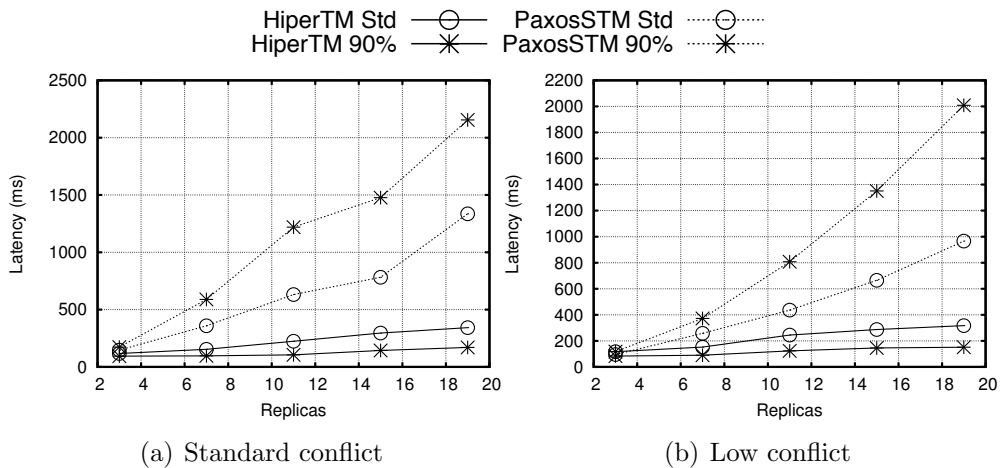 HiperTM Std
HiperTM 90%
PaxosSTM Std
PaxosSTM 90%
2500
2000
1500
1000
500
0
Latency (ms)
2 4 6 8 10 12 14 16 18 20
Replicas
(a) Standard conflict
2200
2000
1800
1600
1400
1200
1000
800
600
400
200
0
Latency (ms)
2 4 6 8 10 12 14 16 18 20
Replicas
(b) Low conflict